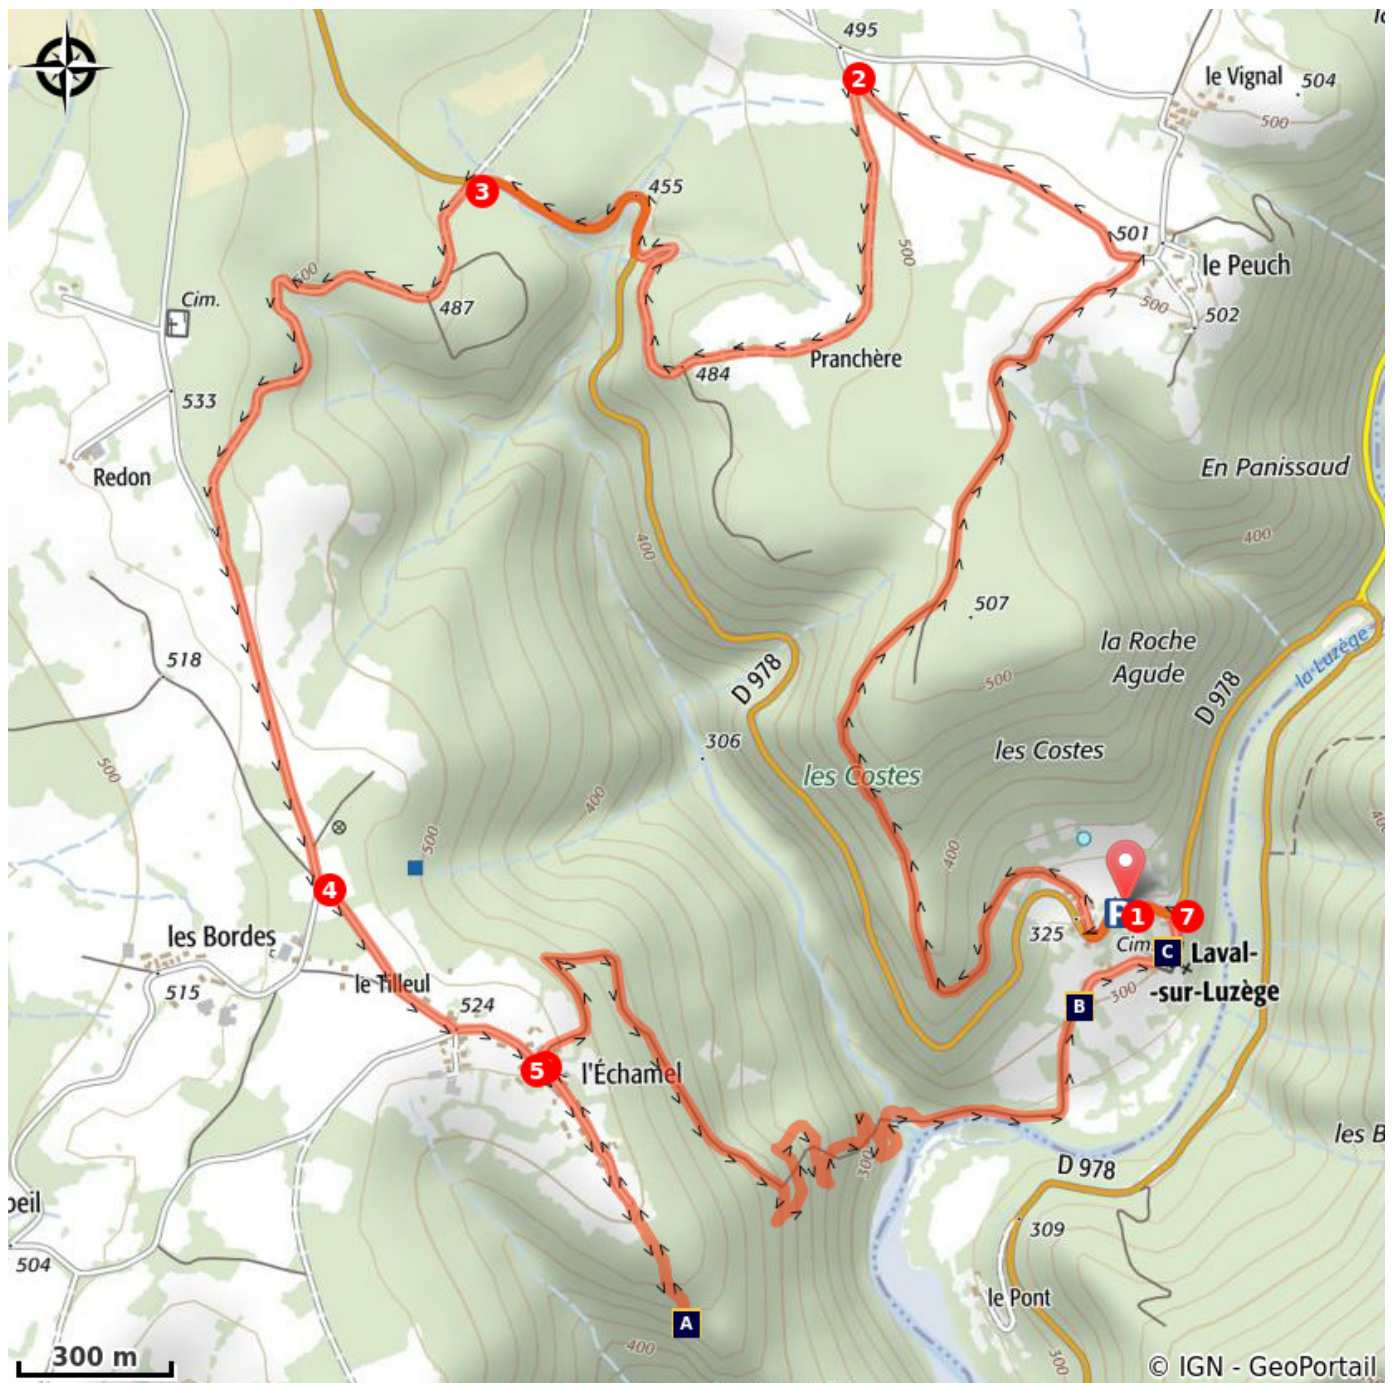 495
2
le Vignal
504
500
3
455
501
le Peuch
500
500
Cim.
487
500
502
484
Pranchère
533
Redon
En Panissaud
400
400
507
la Roche
Agude
518
500
D 978
D 978
la Luzège
306
les Costes
les Costes
500
400
500
400
4
P
1
7
325
Cim.
C
Laval-
-sur-Luzège
les Bordes
515
le Tilleul
524
B
300
5
l'Échamel
les B
300
D 978
309
504
le Pont
A
400
300
300 m
© IGN - GeoPortail